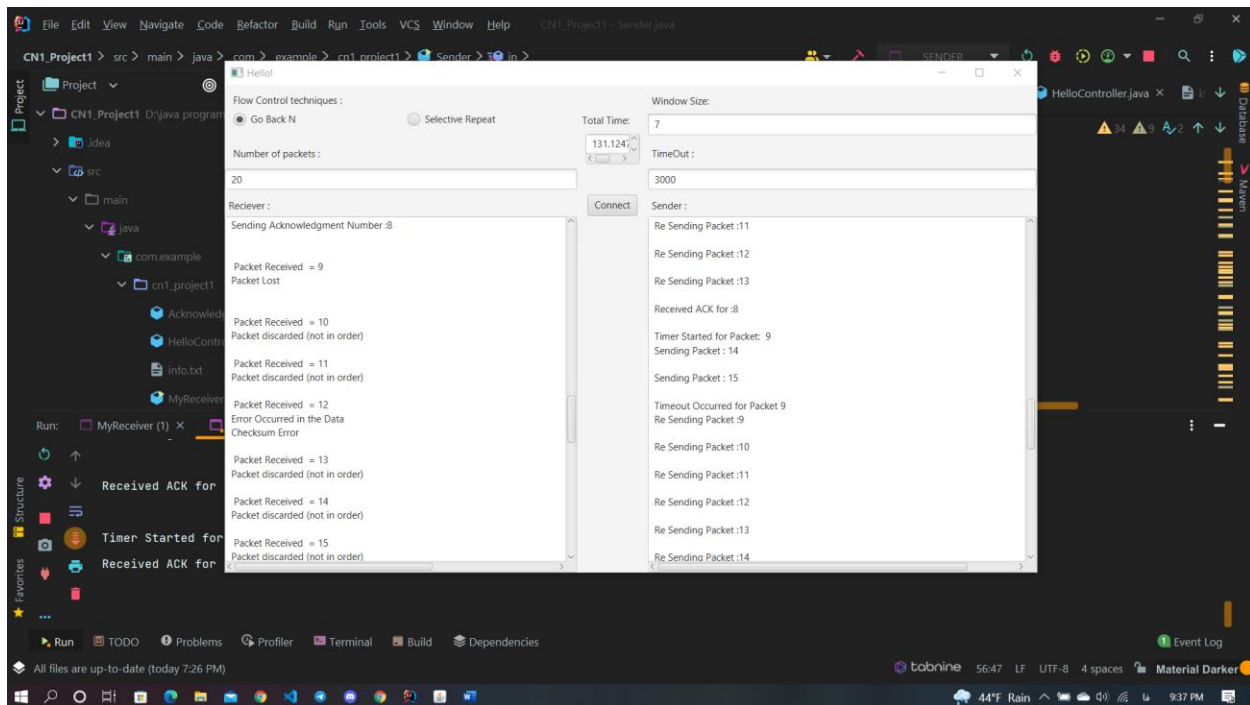 File Edit View Navigate Code Refactor Build Run Tools VCS Window Help CN1_Project1 - Sender.java
CN1_Project1 > src > main > java > com > example > cn1_project1 > Sender > in >
SENDER
Project
HelloController.java
34 9 2
CN1_Project1 D:\java program
.idea
src
main
java
com.example
cn1_project1
Acknowled
HelloContr
info.txt
MyReceiver
Hello!
Flow Control techniques :
Go Back N
Selective Repeat
Total Time:
131.124
Window Size:
7
Number of packets :
20
TimeOut :
3000
Reciever :
Connect
Sender :
Sending Acknowledgment Number :8
Packet Received = 9
Packet Lost
Packet Received = 10
Packet discarded (not in order)
Packet Received = 11
Packet discarded (not in order)
Packet Received = 12
Error Occurred in the Data
Checksum Error
Packet Received = 13
Packet discarded (not in order)
Packet Received = 14
Packet discarded (not in order)
Packet Received = 15
Packet discarded (not in order)
Re Sending Packet :11
Re Sending Packet :12
Re Sending Packet :13
Received ACK for :8
Timer Started for Packet: 9
Sending Packet : 14
Sending Packet : 15
Timeout Occurred for Packet 9
Re Sending Packet :9
Re Sending Packet :10
Re Sending Packet :11
Re Sending Packet :12
Re Sending Packet :13
Re Sending Packet :14
Project
Structure
Favorites
Database
Maven
Run: MyReceiver (1)
Received ACK for
Timer Started for
Received ACK for
Run TODO Problems Profiler Terminal Build Dependencies
Event Log
All files are up-to-date (today 7:26 PM)
tabnine 56:47 LF UTF-8 4 spaces Material Darker
44°F Rain 9:37 PM